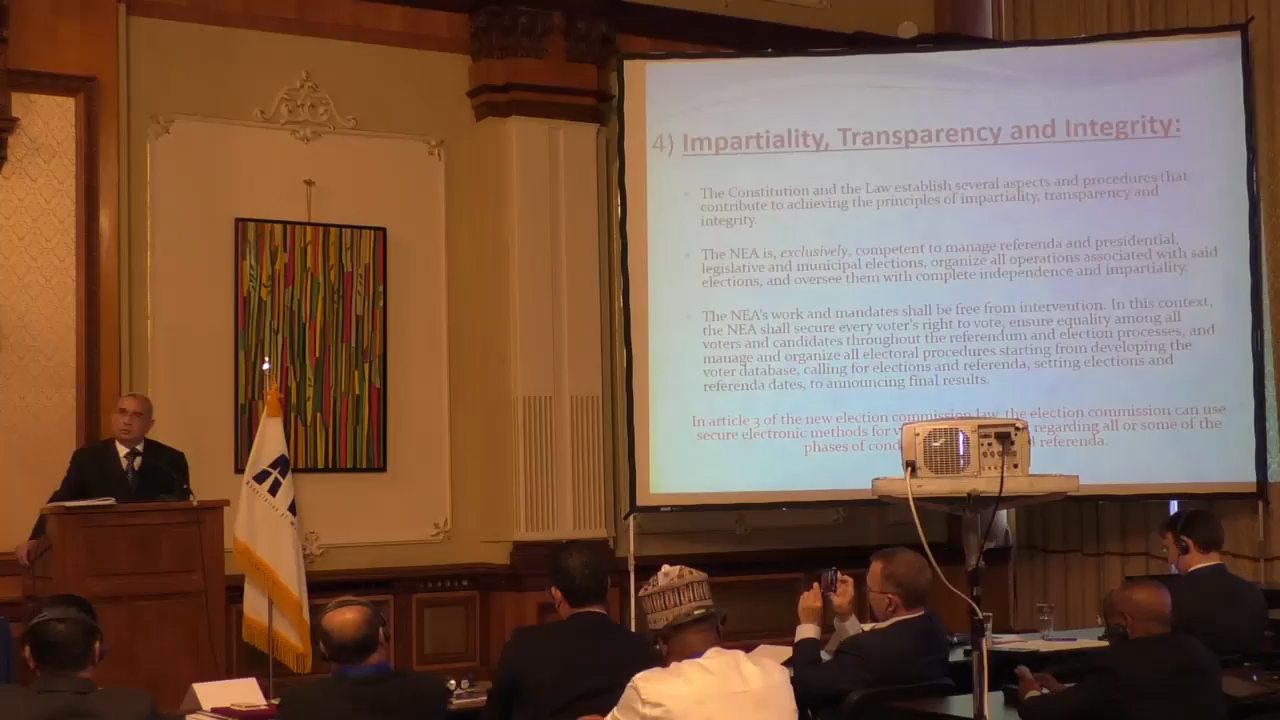 4) Impartiality, Transparency and Integrity:
The Constitution and the Law establish several aspects and procedures that
contribute to achieving the principles of impartiality, transparency and
integrity.
The NEA is, exclusively, competent to manage referenda and presidential,
legislative and municipal elections, organize all operations associated with said
elections, and oversee them with complete independence and impartiality.
The NEA's work and mandates shall be free from intervention. In this context,
the NEA shall secure every voter's right to vote, ensure equality among all
voters and candidates throughout the referendum and election processes, and
manage and organize all electoral procedures starting from developing the
voter database, calling for elections and referenda, setting elections and
referenda dates, to announcing final results.
In article 3 of the new election commission law, the election commission can use
secure electronic methods for regarding all or some of the
phases of referenda.